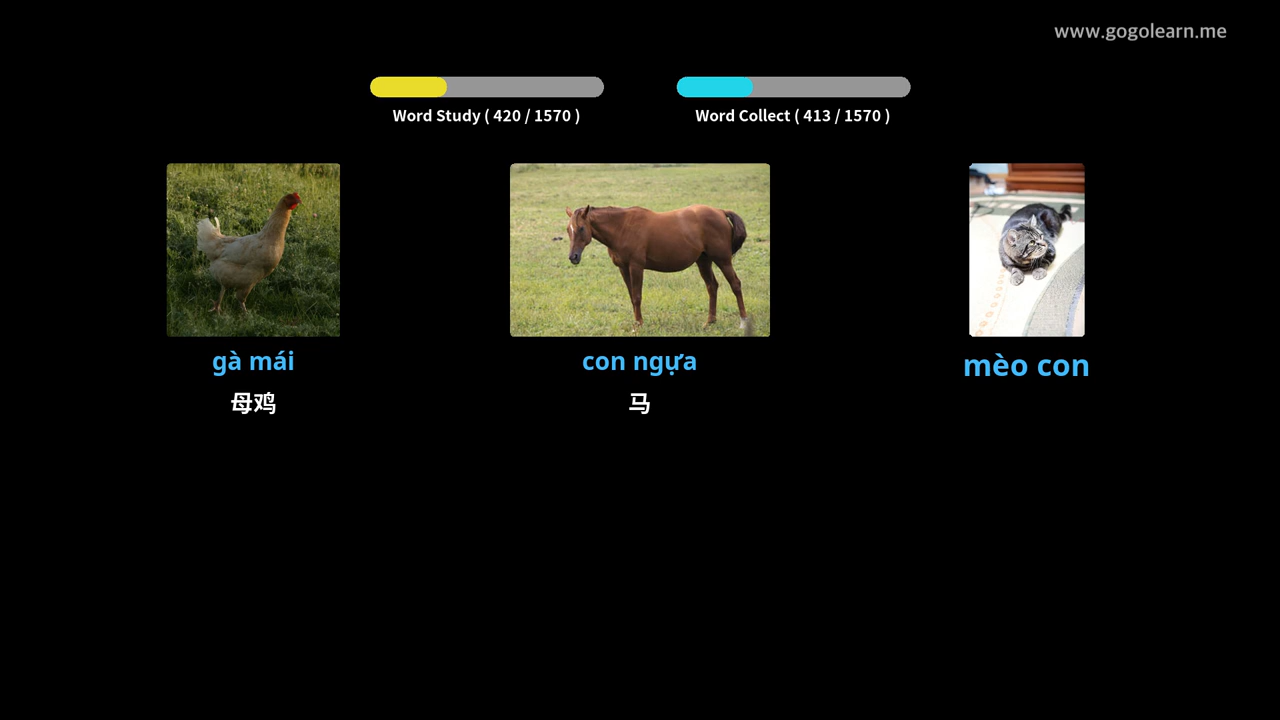 www.gogolearn.me
Word Study ( 420 / 1570 )
Word Collect ( 413 / 1570 )
gà mái
con ngựa
mèo con
母鸡
马